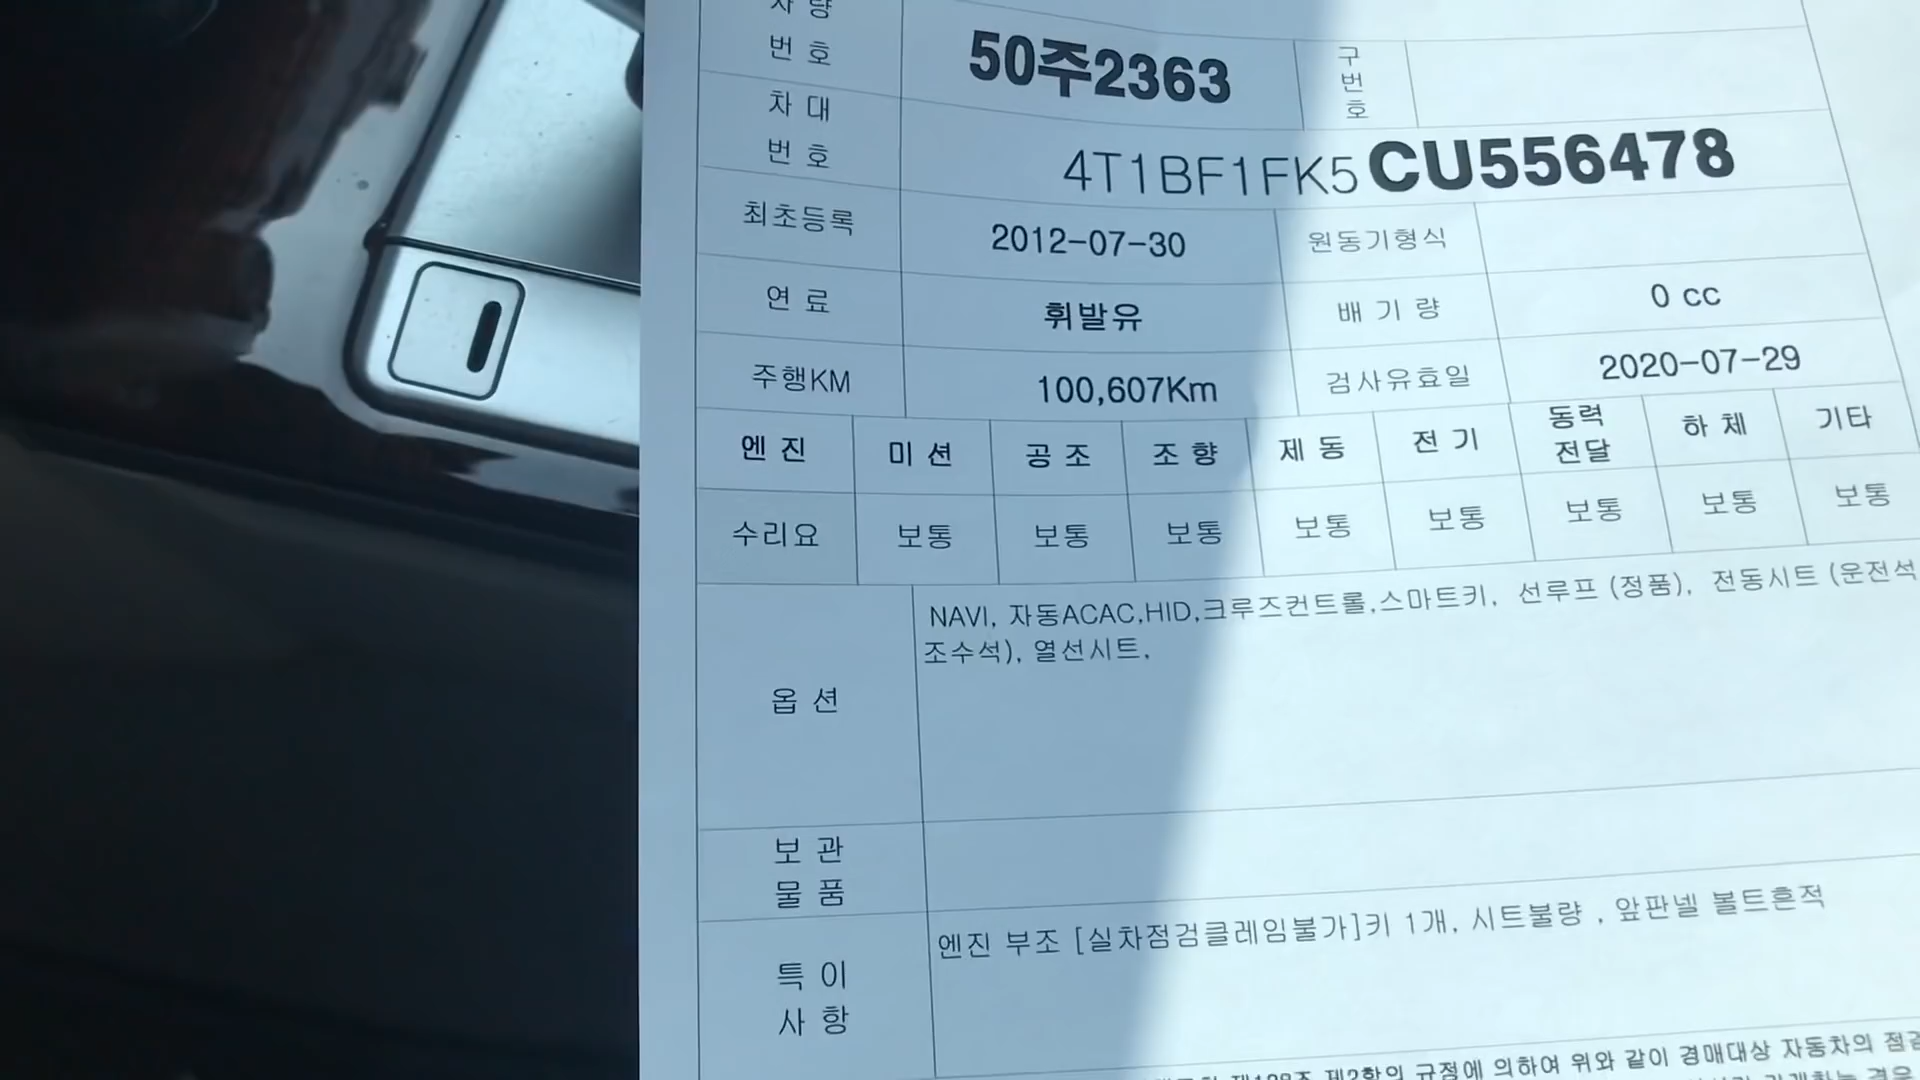 차 량
번 호
50주2363
구
번
호
차 대
번 호
4T1BF1FK5CU556478
최초등록
2012-07-30
원동기형식
연 료
휘발유
배 기 량
0 cc
주행KM
100,607Km
검사유효일
2020-07-29
엔 진 미 션 공 조 조 향 제 동 전 기 동력 하 체 기타
전달
수리요 보통 보통 보통 보통 보통 보통 보통 보통
옵 션
NAVI, 자동ACAC,HID,크루즈컨트롤,스마트키, 선루프 (정품), 전동시트 (운전석
조수석), 열선시트,
보 관
물 품
특 이
사 항
엔진 부조 [실차점검클레임불가]키 1개, 시트불량 , 앞판넬 볼트흔적
제2항의 규정에 의하여 위와 같이 경매대상 자동차의 점검